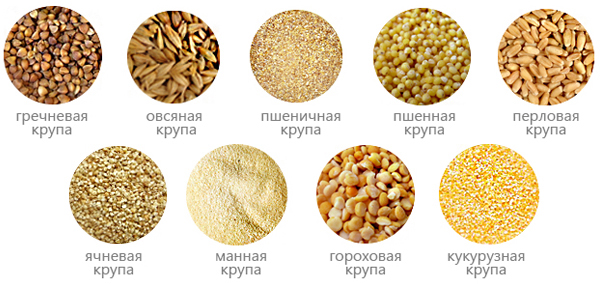 гречневая
крупа
овсяная
крупа
пшеничная
крупа
пшенная
крупа
перловая
крупа
ячневая
крупа
манная
крупа
гороховая
крупа
кукурузная
крупа